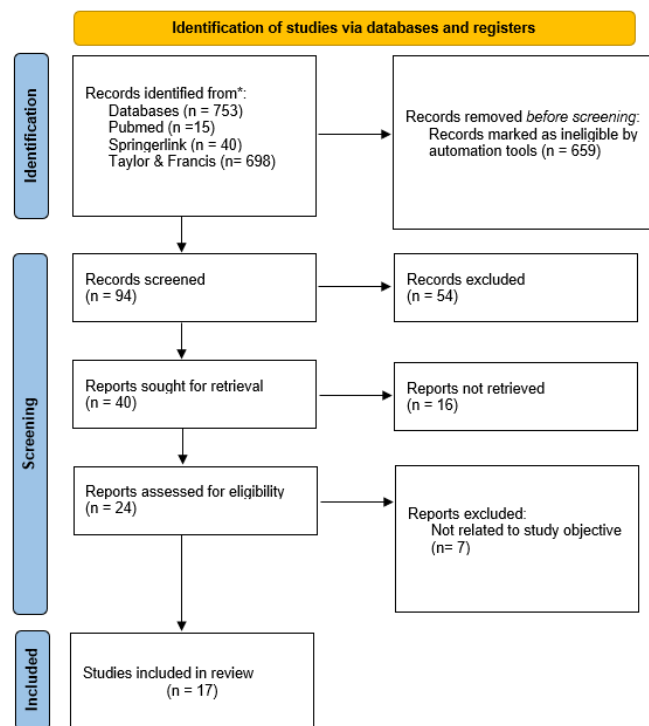 Identification of studies via databases and registers
Identification
Records identified from*:
Databases (n = 753)
Pubmed (n =15)
Springerlink (n = 40)
Taylor & Francis (n= 698)
Records removed before screening:
Records marked as ineligible by
automation tools (n = 659)
Screening
Records screened
(n = 94)
Records excluded
(n = 54)
Reports sought for retrieval
(n = 40)
Reports not retrieved
(n = 16)
Reports assessed for eligibility
(n = 24)
Reports excluded:
Not related to study objective
(n= 7)
Included
Studies included in review
(n = 17)